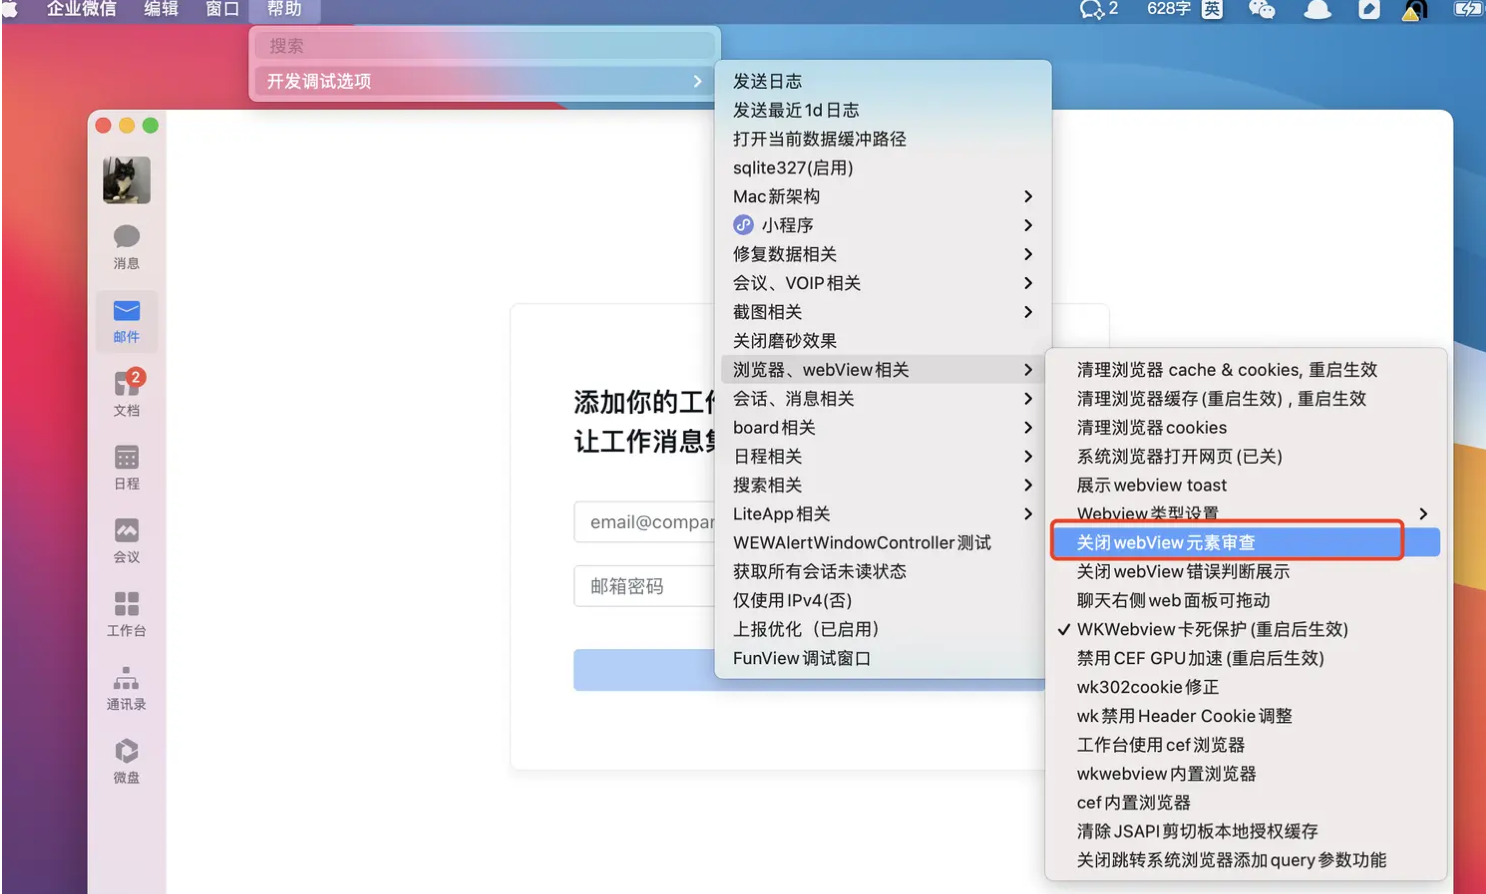 企业微信 编辑 窗口 帮助 2 628字 英
搜索
开发调试选项
消息
邮件
2
文档
日程
会议
工作台
通讯录
微盘
添加你的工作
让工作消息集
email@compar
邮箱密码
发送日志
发送最近1d日志
打开当前数据缓冲路径
sqlite327(启用)
Mac新架构
小程序
修复数据相关
会议、VOIP相关
截图相关
关闭磨砂效果
浏览器、webView相关
会话、消息相关
board相关
日程相关
搜索相关
LiteApp相关
WEWAlertWindowController测试
获取所有会话未读状态
仅使用IPv4(否)
上报优化（已启用）
FunView调试窗口
清理浏览器 cache & cookies, 重启生效
清理浏览器缓存(重启生效) , 重启生效
清理浏览器cookies
系统浏览器打开网页(已关)
展示webview toast
Webview类型设置
关闭webView元素审查
关闭webView错误判断展示
聊天右侧web面板可拖动
✓ WKWebview卡死保护(重启后生效)
禁用CEF GPU加速(重启后生效)
wk302cookie修正
wk禁用Header Cookie调整
工作台使用cef浏览器
wkwebview内置浏览器
cef内置浏览器
清除JSAPI剪切板本地授权缓存
关闭跳转系统浏览器添加query参数功能